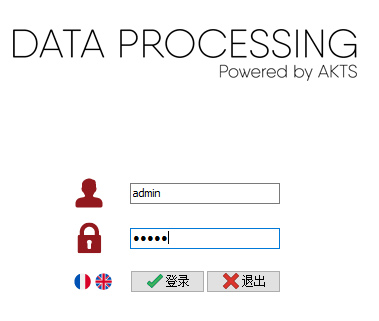 DATA PROCESSING
Powered by AKTS
admin
●●●●●
登录 退出